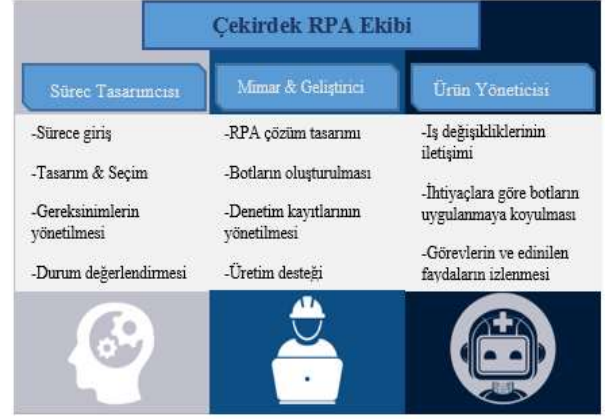 Çekirdek RPA Ekibi
Sürec Tasarımcısı
-Sürece giriş
-Tasarım & Seçim
-Gereksinimlerin
yönetilmesi
-Durum değerlendirmesi
Mimar & Geliştirici
-RPA çözüm tasarımı
-Botların oluşturulması
-Denetim kayıtlarının
yönetilmesi
-Üretim desteği
Ürün Yöneticisi
-Iş değişikliklerinin
iletişimi
-İhtiyaçlara göre botların
uygulanmaya koyulması
-Görevlerin ve edinilen
faydaların izlenmesi